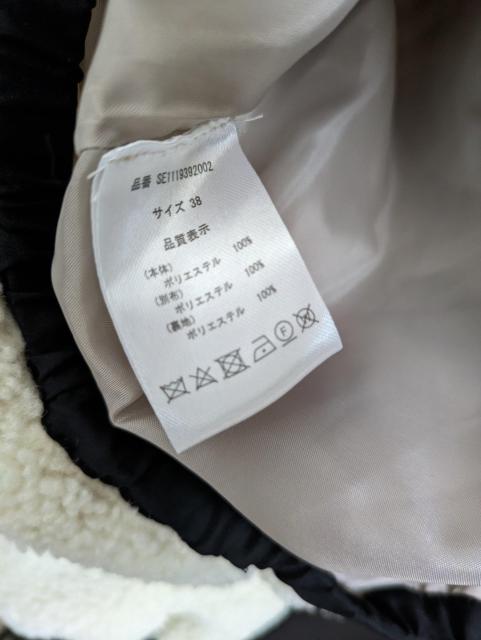 品番 SE1119392002
サイズ 38
品質表示
(本体)
ポリエステル 100%
(別布)
ポリエステル 100%
(裏地)
ポリエステル 100%
F